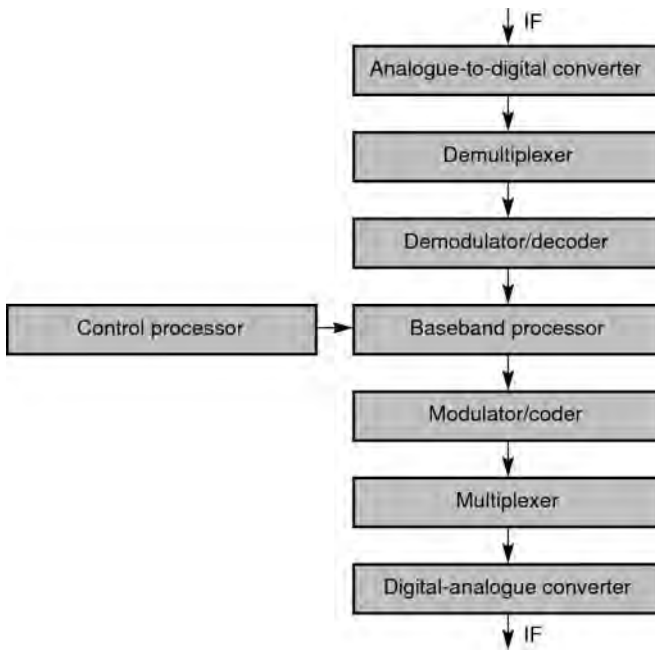 IF
Analogue-to-digital converter
Demultiplexer
Demodulator/decoder
Control processor
Baseband processor
Modulator/coder
Multiplexer
Digital-analogue converter
IF